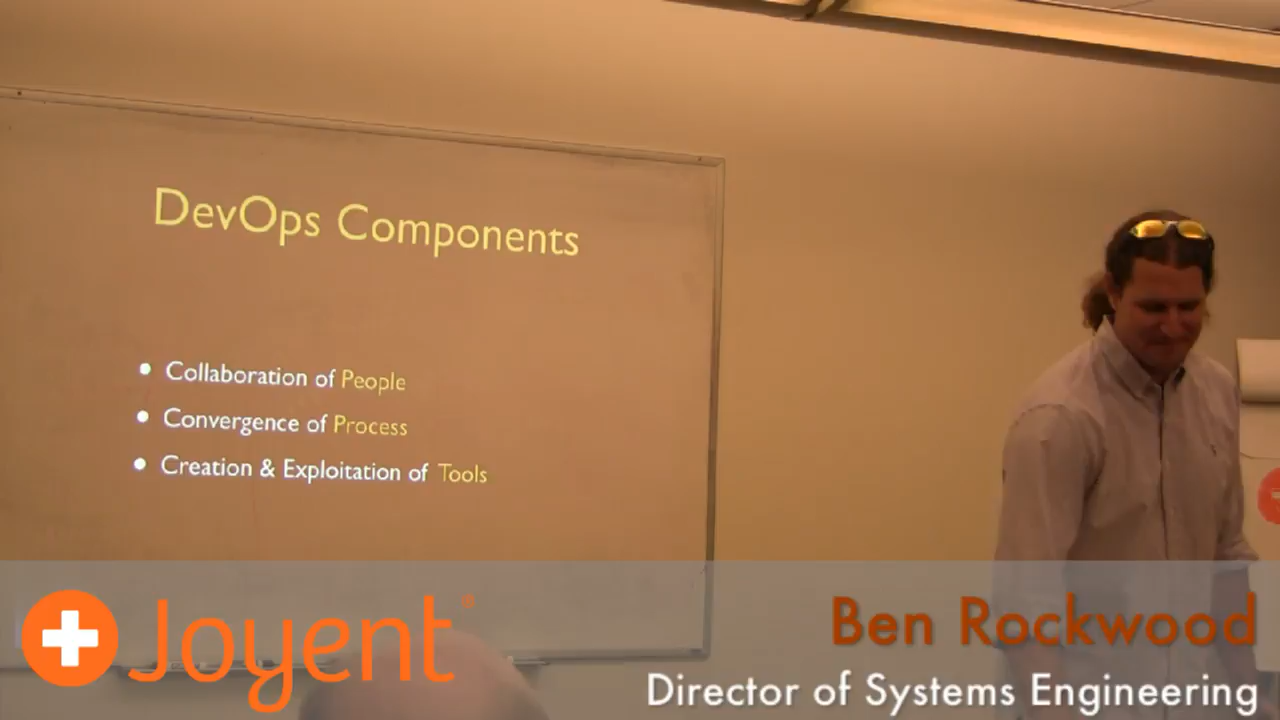 DevOps Components
• Collaboration of People
• Convergence of Process
• Creation & Exploitation of Tools
Joyent®
Ben Rockwood
Director of Systems Engineering